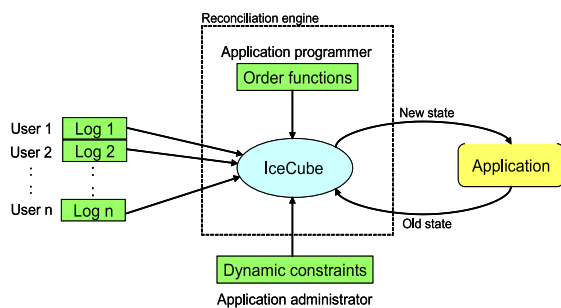 Reconciliation engine
Application programmer
Order functions
New state
User 1 Log 1
User 2 Log 2
IceCube
Application
: :
. .
User n Log n
Old state
Dynamic constraints
Application administrator